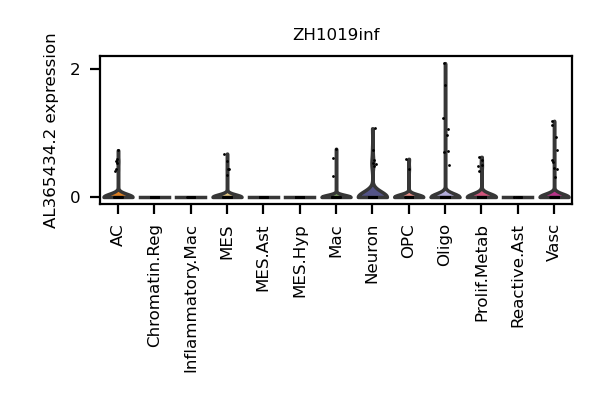 ZH1019inf
AL365434.2 expression
2
0
AC
Chromatin.Reg
Inflammatory.Mac
MES
MES.Ast
MES.Hyp
Mac
Neuron
OPC
Oligo
Prolif.Metab
Reactive.Ast
Vasc